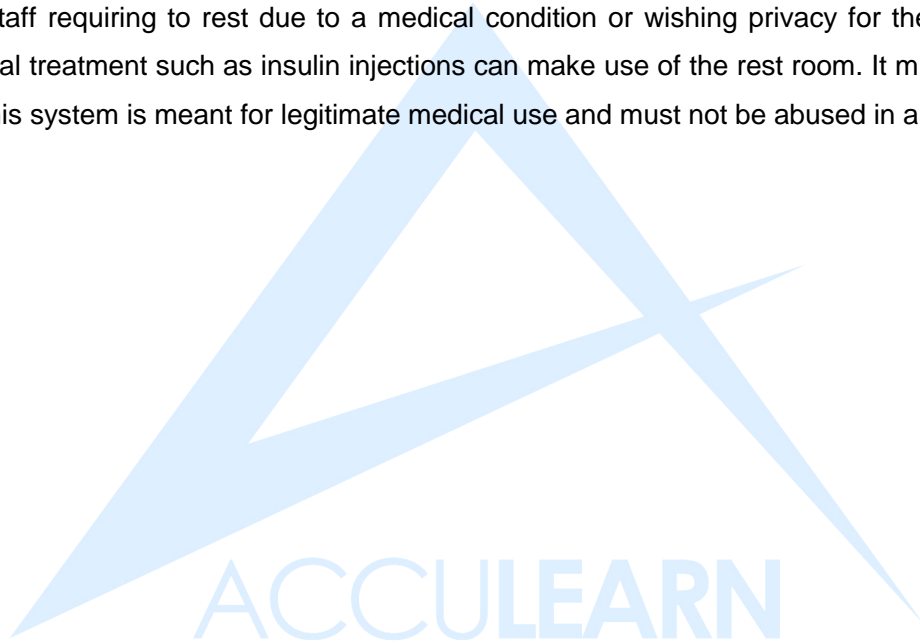 taff requiring to rest due to a medical condition or wishing privacy for the
al treatment such as insulin injections can make use of the rest room. It m
is system is meant for legitimate medical use and must not be abused in a
ACCULEARN